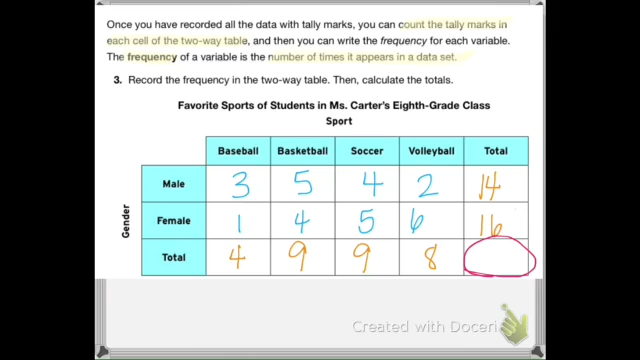 Once you have recorded all the data with tally marks, you can count the tally marks in
each cell of the two-way table, and then you can write the frequency for each variable.
The frequency of a variable is the number of times it appears in a data set.
3. Record the frequency in the two-way table. Then, calculate the totals.
Favorite Sports of Students in Ms. Carter's Eighth-Grade Class
Sport
Baseball Basketball Soccer Volleyball Total
Gender
Male 3 5 4 2 14
Female 1 4 5 6 16
Total 4 9 9 8
Created with Doceri